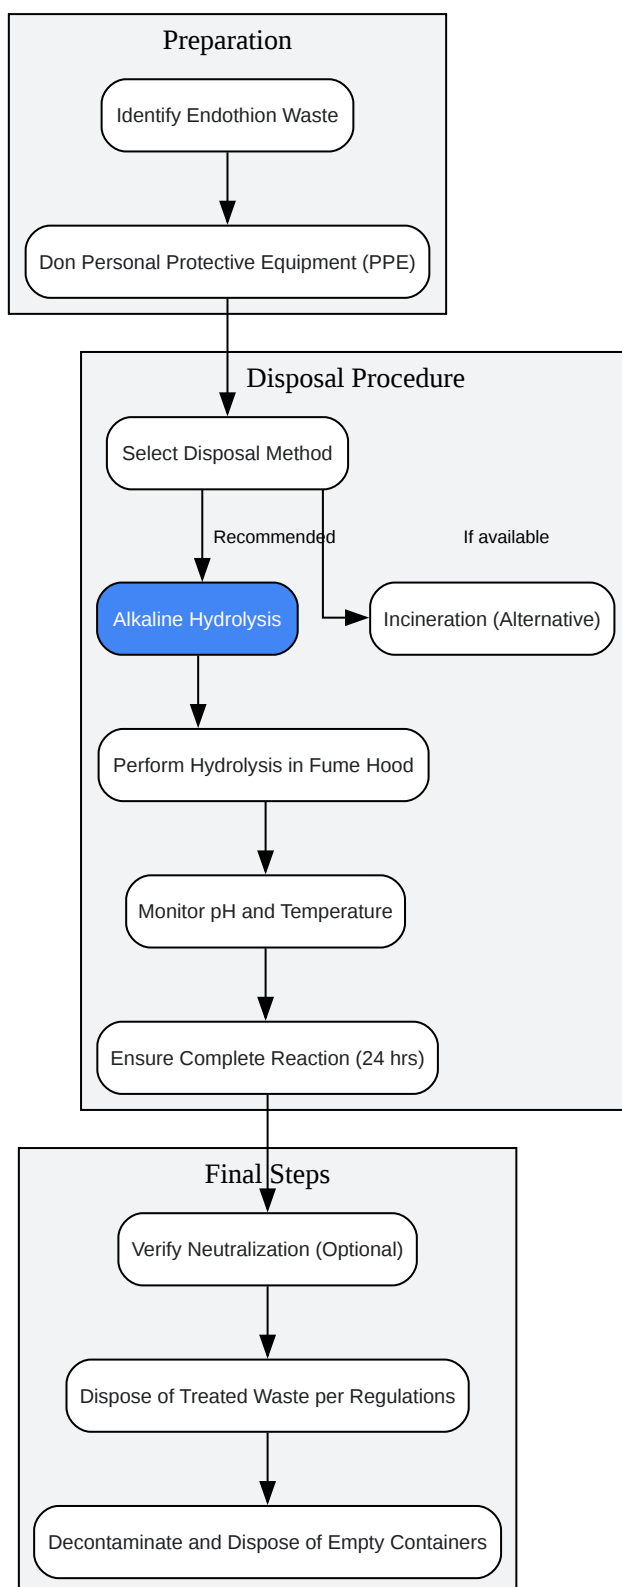 Preparation
Identify Endothion Waste
Don Personal Protective Equipment (PPE)
Disposal Procedure
Select Disposal Method
Recommended
If available
Alkaline Hydrolysis
Incineration (Alternative)
Perform Hydrolysis in Fume Hood
Monitor pH and Temperature
Ensure Complete Reaction (24 hrs)
Final Steps
Verify Neutralization (Optional)
Dispose of Treated Waste per Regulations
Decontaminate and Dispose of Empty Containers